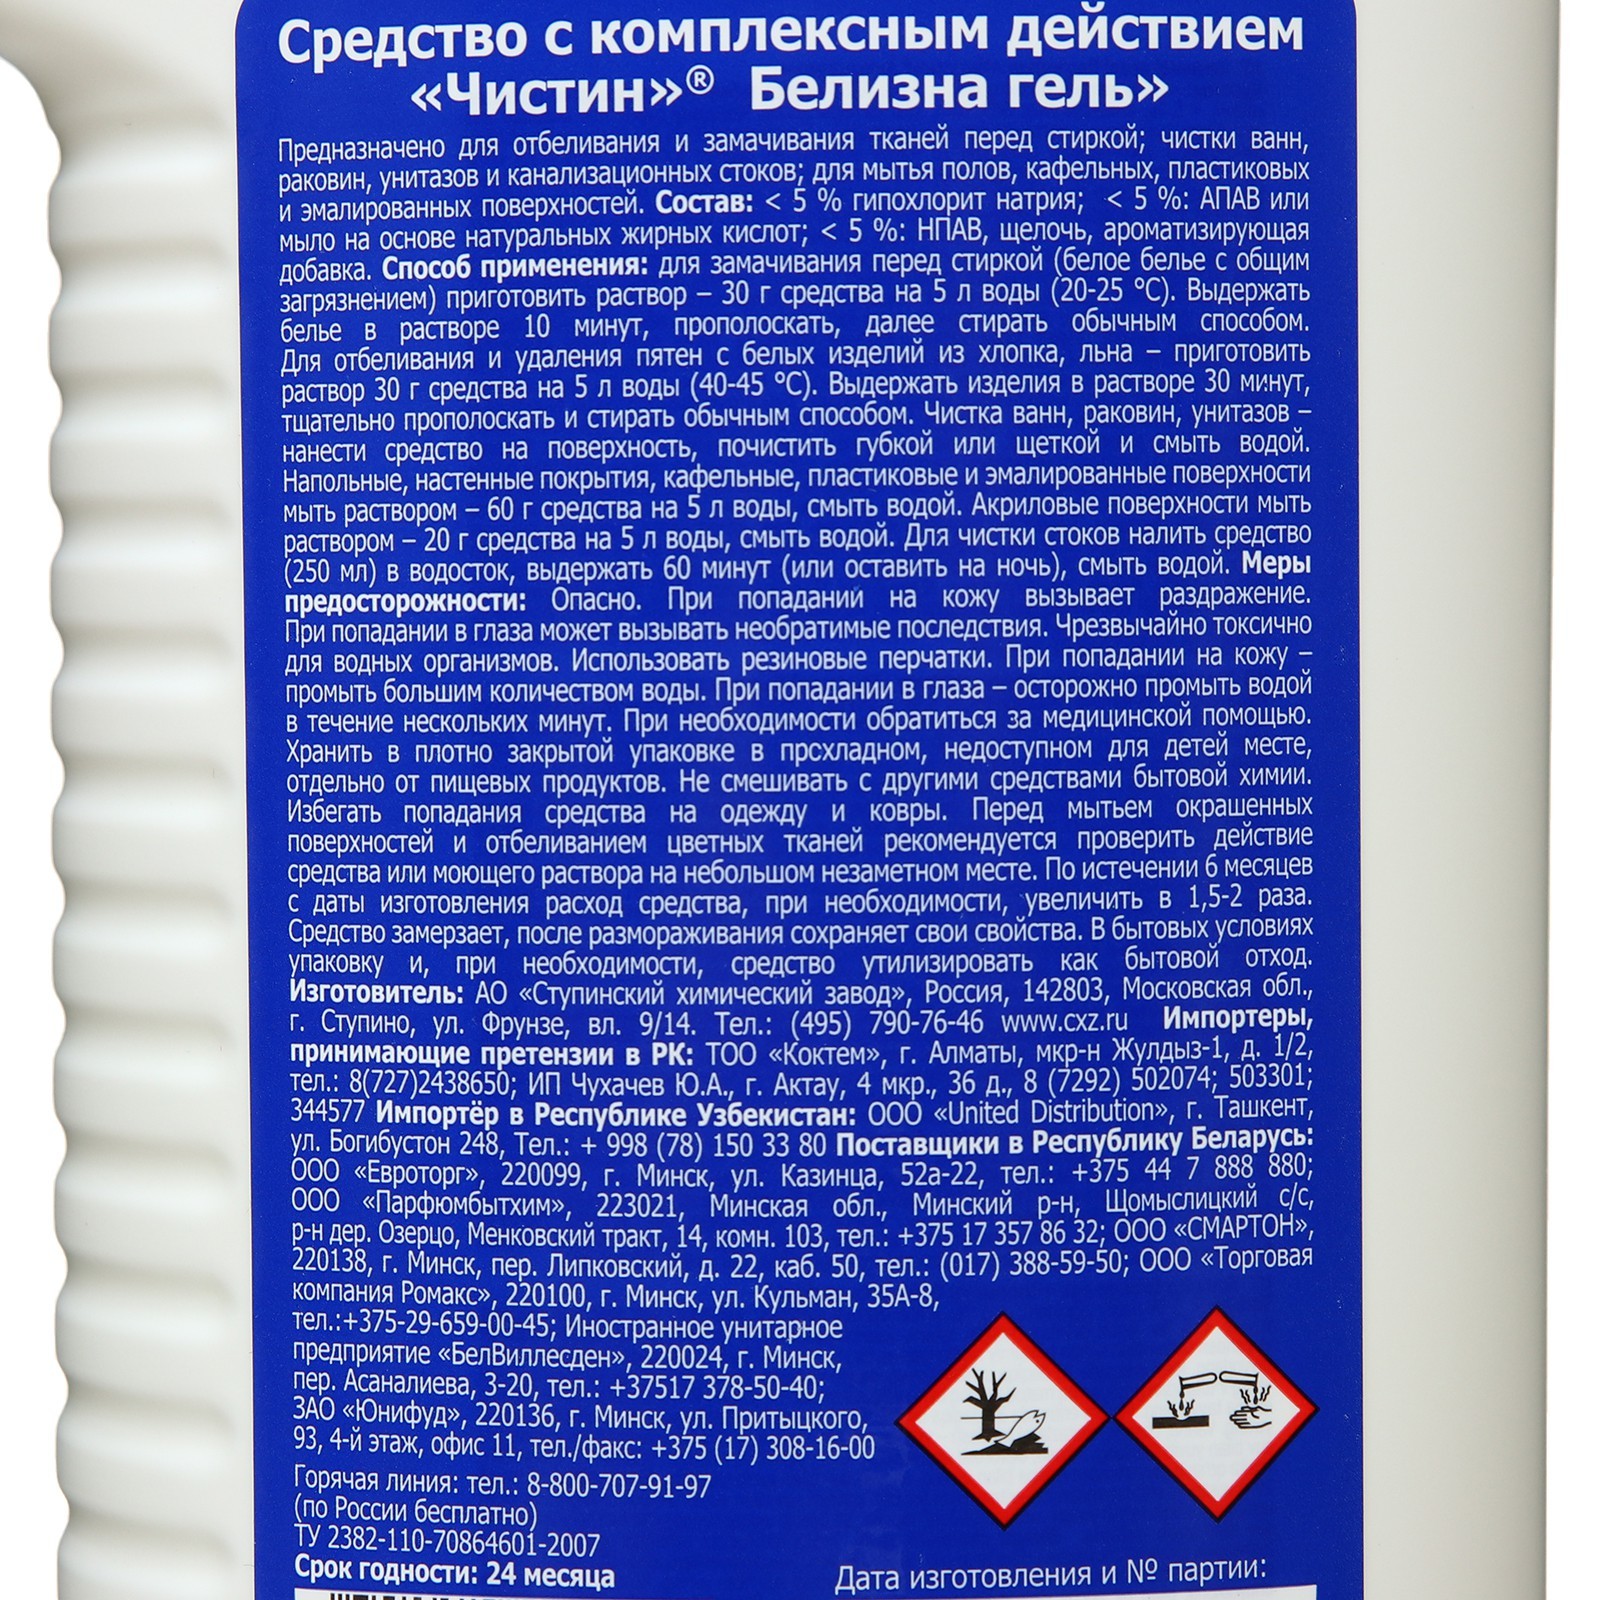 Средство с комплексным действием
«Чистин»® Белизна гель»
Предназначено для отбеливания и замачивания тканей перед стиркой; чистки ванн,
раковин, унитазов и канализационных стоков; для мытья полов, кафельных, пластиковых
и эмалированных поверхностей. Состав: < 5 % гипохлорит натрия; < 5 %: АПАВ или
мыло на основе натуральных жирных кислот; < 5 %: НПАВ, щелочь, ароматизирующая
добавка. Способ применения: для замачивания перед стиркой (белое белье с общим
загрязнением) приготовить раствор – 30 г средства на 5 л воды (20-25 °С). Выдержать
белье в растворе 10 минут, прополоскать, далее стирать обычным способом.
Для отбеливания и удаления пятен с белых изделий из хлопка, льна – приготовить
раствор 30 г средства на 5 л воды (40-45 °С). Выдержать изделия в растворе 30 минут,
тщательно прополоскать и стирать обычным способом. Чистка ванн, раковин, унитазов –
нанести средство на поверхность, почистить губкой или щеткой и смыть водой.
Напольные, настенные покрытия, кафельные, пластиковые и эмалированные поверхности
мыть раствором – 60 г средства на 5 л воды, смыть водой. Акриловые поверхности мыть
раствором – 20 г средства на 5 л воды, смыть водой. Для чистки стоков налить средство
(250 мл) в водосток, выдержать 60 минут (или оставить на ночь), смыть водой. Меры
предосторожности: Опасно. При попадании на кожу вызывает раздражение.
При попадании в глаза может вызывать необратимые последствия. Чрезвычайно токсично
для водных организмов. Использовать резиновые перчатки. При попадании на кожу –
промыть большим количеством воды. При попадании в глаза – осторожно промыть водой
в течение нескольких минут. При необходимости обратиться за медицинской помощью.
Хранить в плотно закрытой упаковке в прохладном, недоступном для детей месте,
отдельно от пищевых продуктов. Не смешивать с другими средствами бытовой химии.
Избегать попадания средства на одежду и ковры. Перед мытьем окрашенных
поверхностей и отбеливанием цветных тканей рекомендуется проверить действие
средства или моющего раствора на небольшом незаметном месте. По истечении 6 месяцев
с даты изготовления расход средства, при необходимости, увеличить в 1,5-2 раза.
Средство замерзает, после размораживания сохраняет свои свойства. В бытовых условиях
упаковку и, при необходимости, средство утилизировать как бытовой отход.
Изготовитель: АО «Ступинский химический завод», Россия, 142803, Московская обл.,
г. Ступино, ул. Фрунзе, вл. 9/14. Тел.: (495) 790-76-46 www.cxz.ru Импортеры,
принимающие претензии в РК: ТОО «Коктем», г. Алматы, мкр-н Жулдыз-1, д. 1/2,
тел.: 8(727)2438650; ИП Чухачев Ю.А., г. Актау, 4 мкр., 36 д., 8 (7292) 502074; 503301;
344577 Импортёр в Республике Узбекистан: ООО «United Distribution», г. Ташкент,
ул. Богибустон 248, Тел.: + 998 (78) 150 33 80 Поставщики в Республику Беларусь:
ООО «Евроторг», 220099, г. Минск, ул. Казинца, 52а-22, тел.: +375 44 7 888 880;
ООО «Парфюмбытхим», 223021, Минская обл., Минский р-н, Щомыслицкий с/с,
р-н дер. Озерцо, Менковский тракт, 14, комн. 103, тел.: +375 17 357 86 32; ООО «СМАРТОН»,
220138, г. Минск, пер. Липковский, д. 22, каб. 50, тел.: (017) 388-59-50; ООО «Торговая
компания Ромакс», 220100, г. Минск, ул. Кульман, 35А-8,
тел.:+375-29-659-00-45; Иностранное унитарное
предприятие «БелВиллесден», 220024, г. Минск,
пер. Асаналиева, 3-20, тел.: +37517 378-50-40;
ЗАО «Юнифуд», 220136, г. Минск, ул. Притыцкого,
93, 4-й этаж, офис 11, тел./факс: +375 (17) 308-16-00
Горячая линия: тел.: 8-800-707-91-97
(по России бесплатно)
ТУ 2382-110-70864601-2007
Срок годности: 24 месяца
Дата изготовления и № партии: